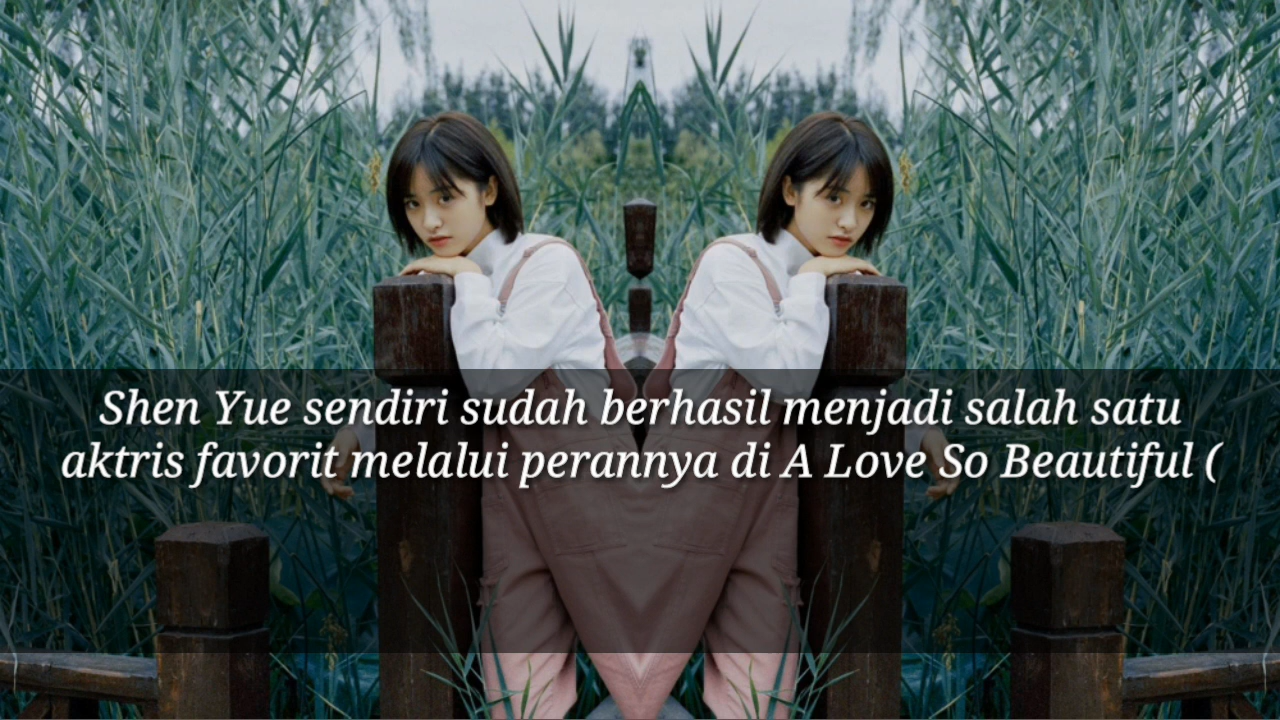 Shen Yue sendiri sudah berhasil menjadi salah satu
aktris favorit melalui perannya di A Love So Beautiful (